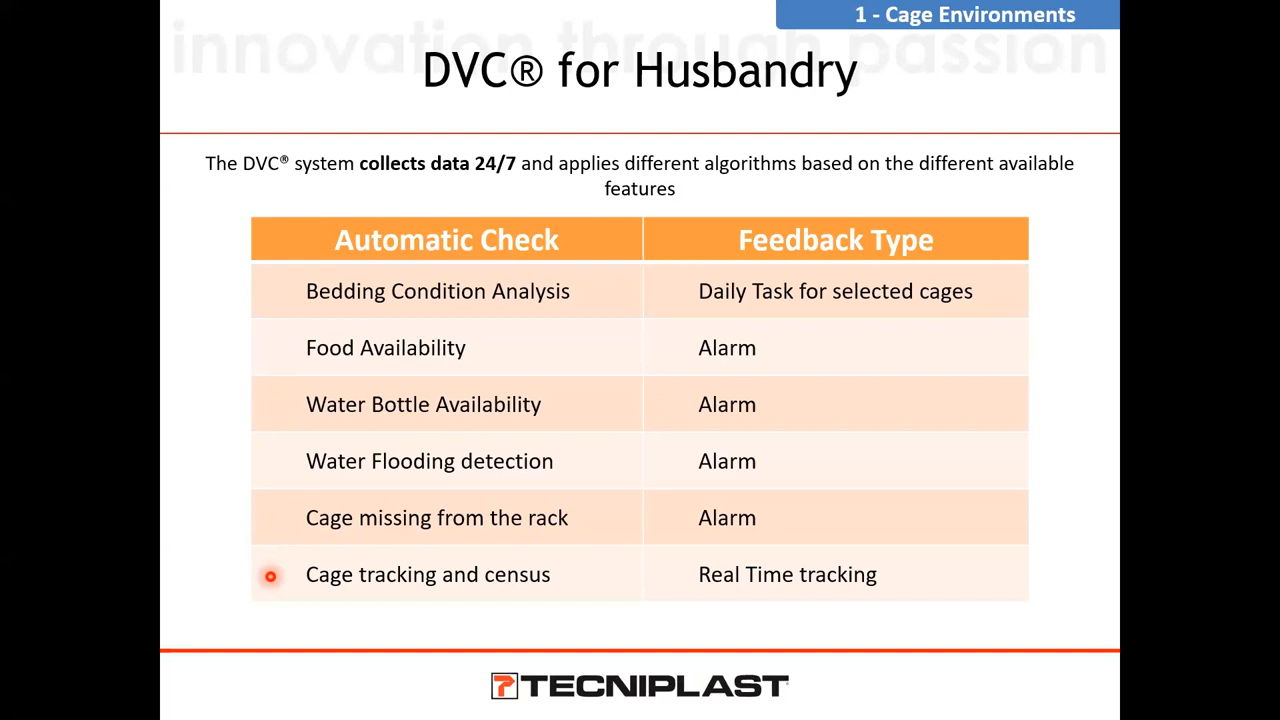 1 - Cage Environments
innovation through passion
DVC® for Husbandry
The DVC® system collects data 24/7 and applies different algorithms based on the different available
features
Automatic Check Feedback Type
Bedding Condition Analysis Daily Task for selected cages
Food Availability Alarm
Water Bottle Availability Alarm
Water Flooding detection Alarm
Cage missing from the rack Alarm
Cage tracking and census Real Time tracking
TECNIPLAST